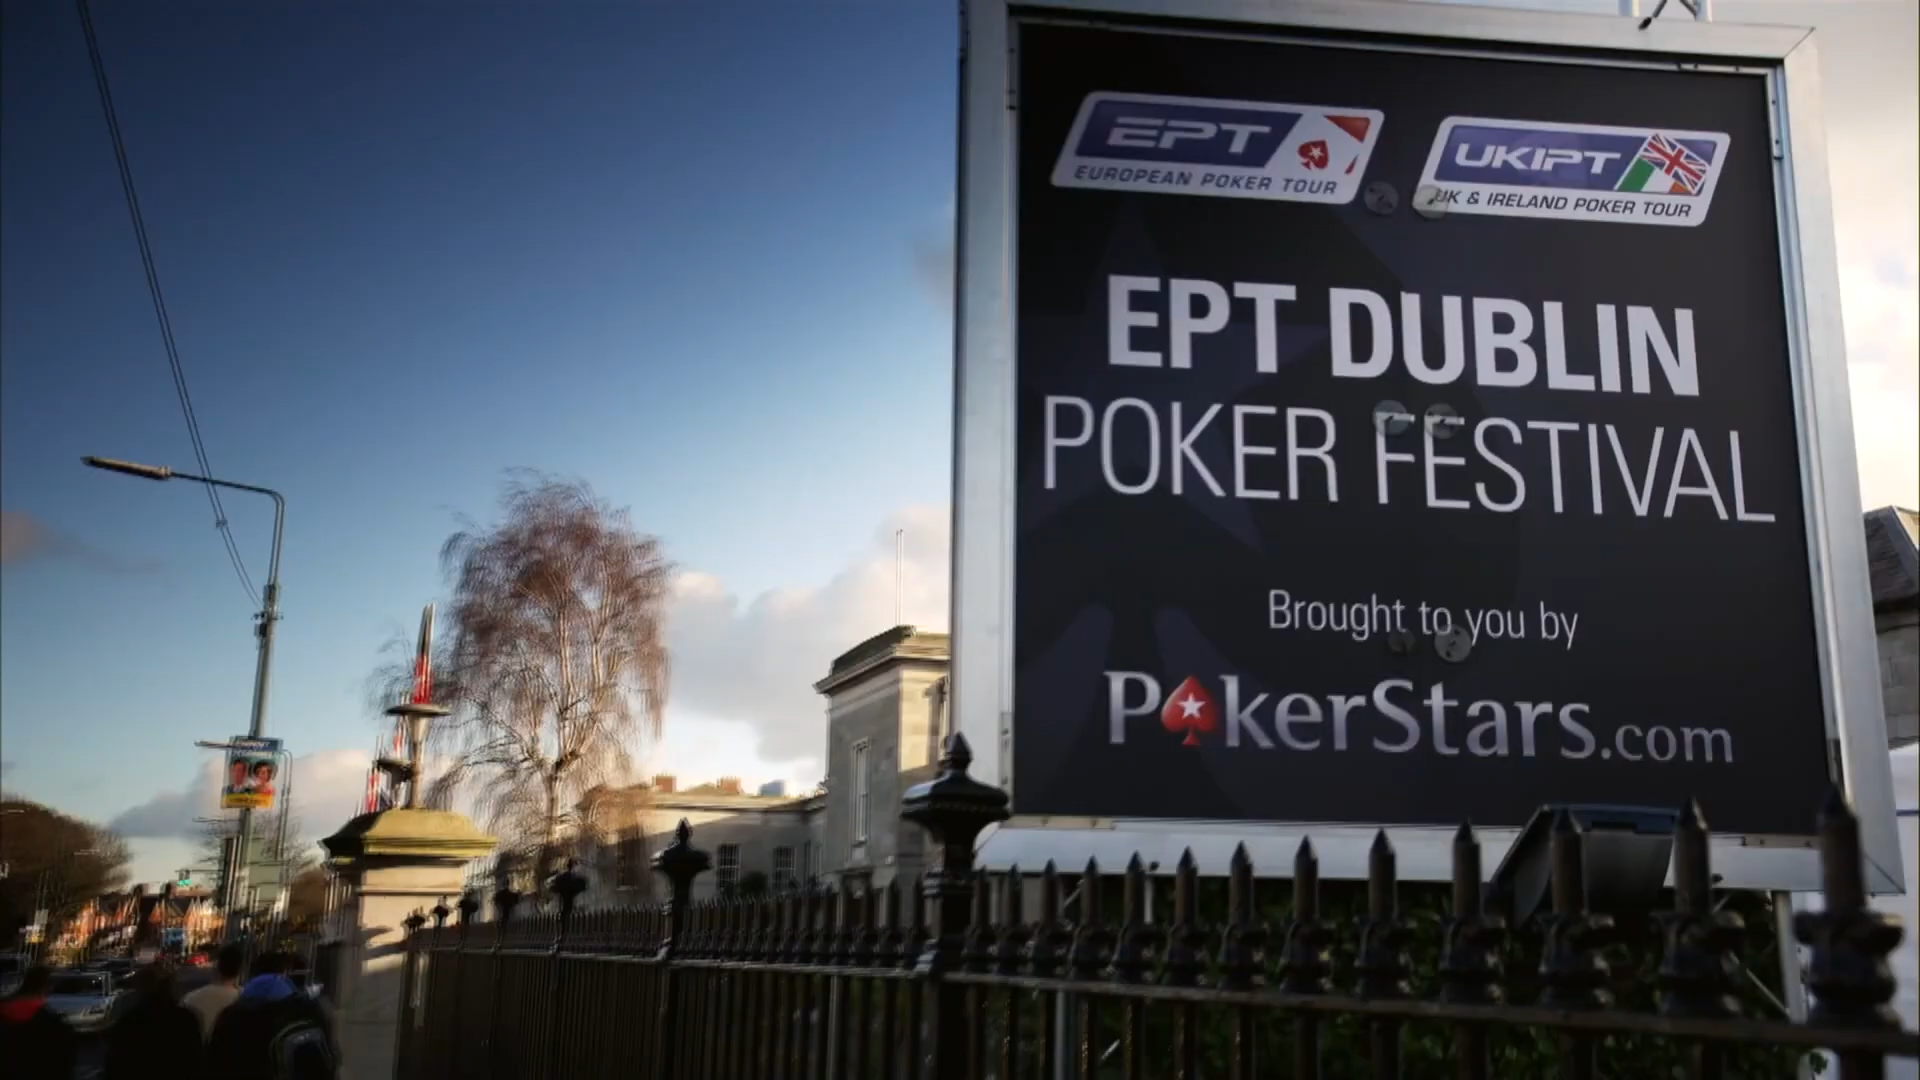 EPT
EUROPEAN POKER TOUR
UKIPT
UK & IRELAND POKER TOUR
EPT DUBLIN
POKER FESTIVAL
Brought to you by
PokerStars.com